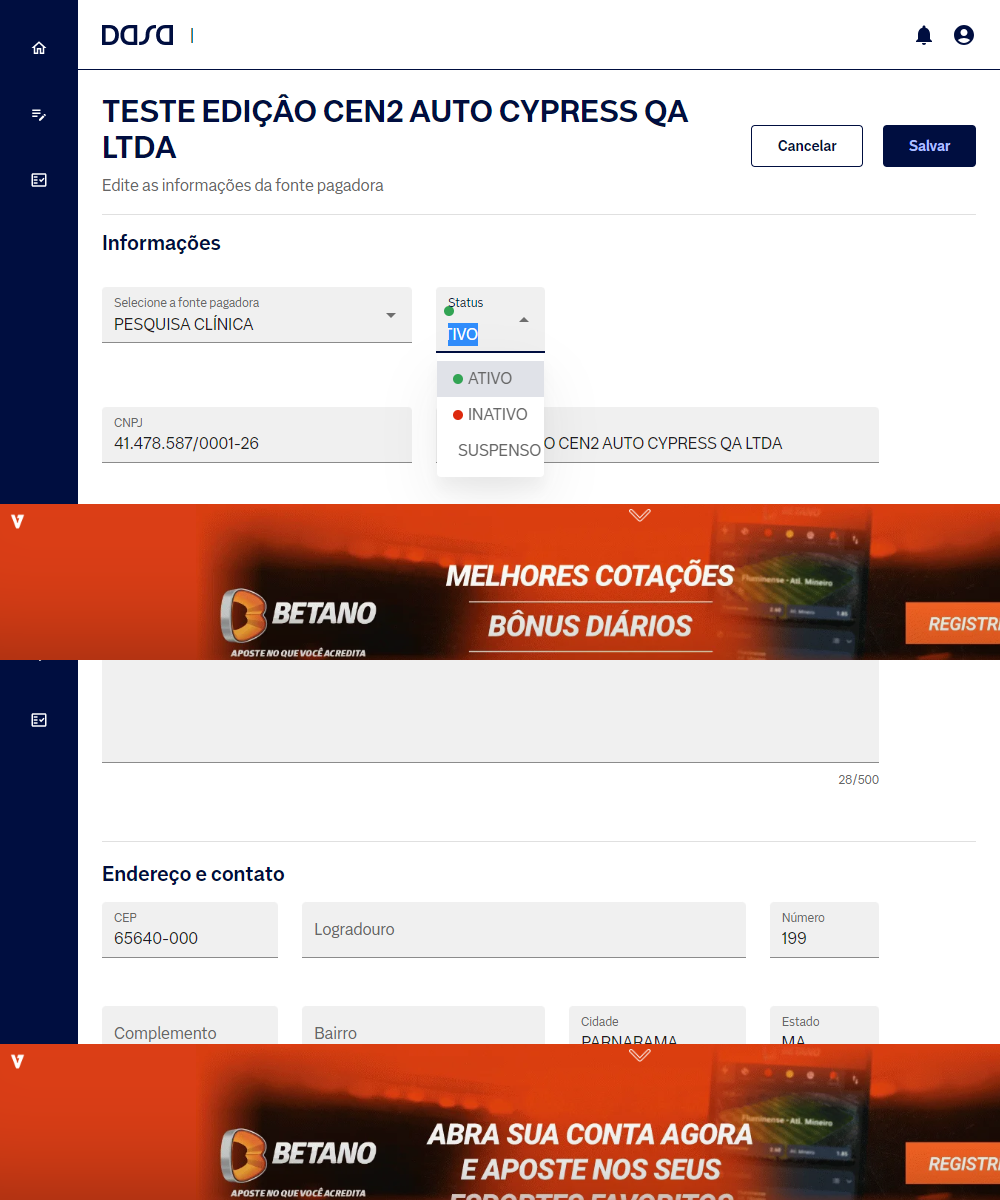 DASA |
TESTE EDIÇÂO CEN2 AUTO CYPRESS QA
LTDA
Cancelar
Salvar
Edite as informações da fonte pagadora
Informações
Selecione a fonte pagadora
PESQUISA CLÍNICA
Status
TIVO
ATIVO
INATIVO
SUSPENSO
CNPJ
41.478.587/0001-26
O CEN2 AUTO CYPRESS QA LTDA
V
MELHORES COTAÇÕES
BETANO
BÔNUS DIÁRIOS
REGISTR
APOSTE NO QUE VOCÊ ACREDITA
Fluminense - Atl. Mineiro
28/500
Endereço e contato
CEP
65640-000
Logradouro
Número
199
Complemento
Bairro
Cidade
PARNARAMA
Estado
MA
V
ABRA SUA CONTA AGORA
BETANO
E APOSTE NOS SEUS
REGISTR
APOSTE NO QUE VOCÊ ACREDITA
ESPORTES FAVORITOS
Fluminense - Atl. Mineiro